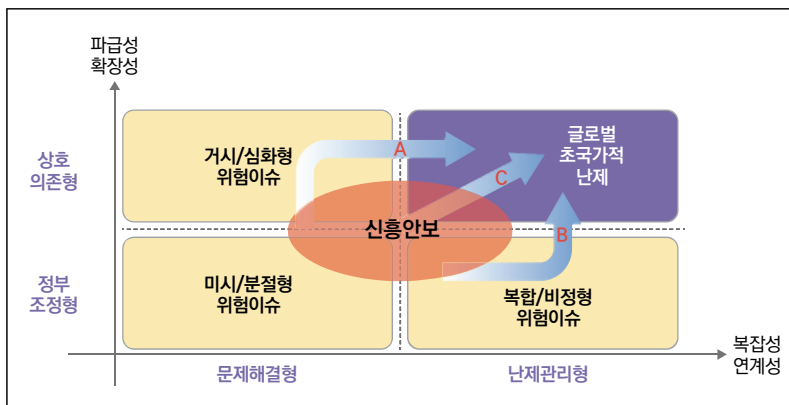 파급성
확장성
상호
의존형
거시/심화형
위험이슈
A
글로벌
초국가적
난제
C
신흥안보
B
정부
조정형
미시/분절형
위험이슈
복합/비정형
위험이슈
복잡성
연계성
문제해결형
난제관리형